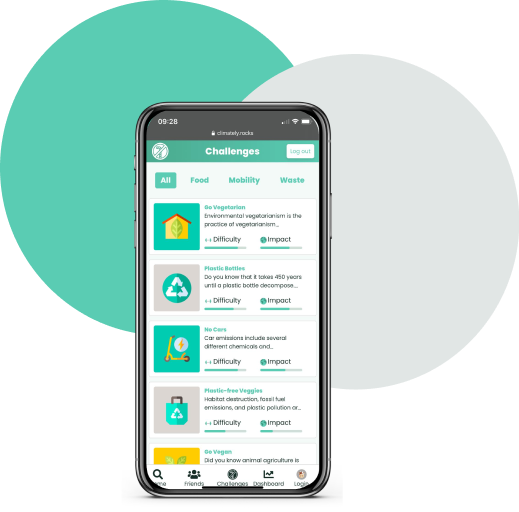 09:28
climately.rocks
Challenges
Log out
All Food Mobility Waste
Go Vegetarian
Environmental vegetarianism is the
practice of vegetarianism...
Difficulty Impact
Plastic Bottles
Do you know that it takes 450 years
until a plastic bottle decompose...
Difficulty Impact
No Cars
Car emissions include several
different chemicals and...
Difficulty Impact
Plastic-free Veggies
Habitat destruction, fossil fuel
emissions, and plastic pollution ar...
Difficulty Impact
Go Vegan
Did you know animal agriculture is
Friends Challenges Dashboard